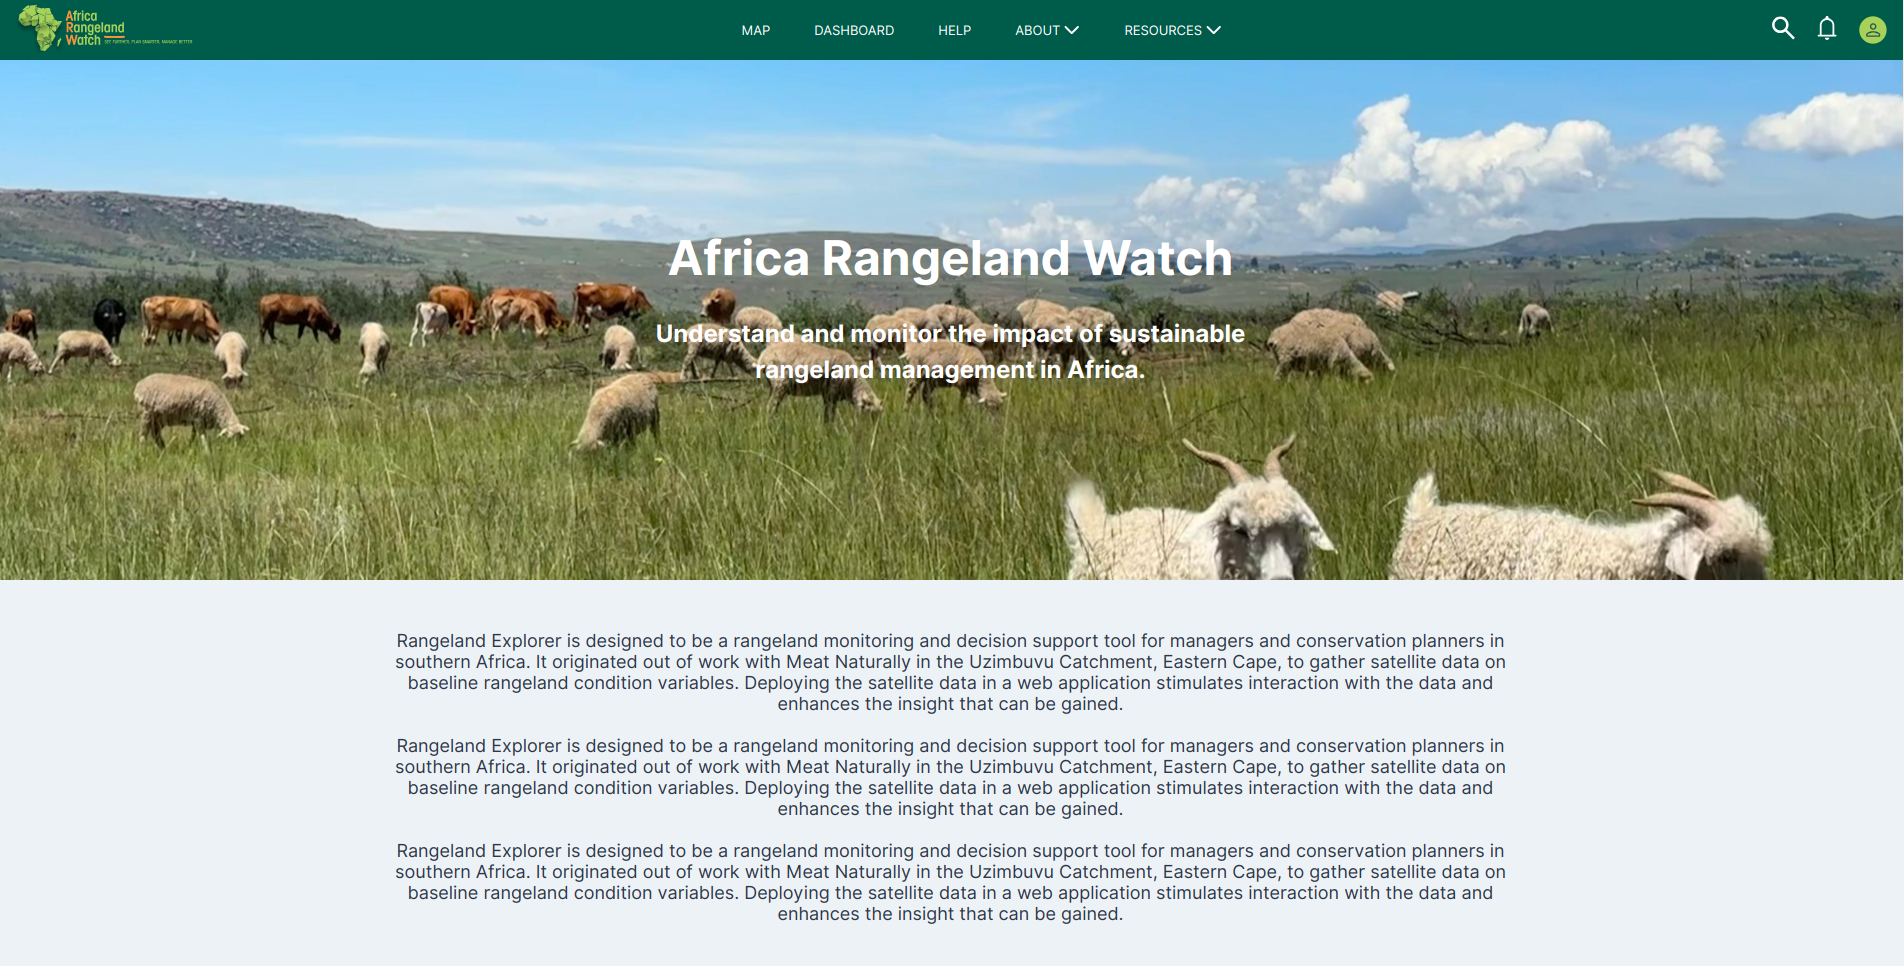 Africa
Rangeland
Watch SEE FURTHER, PLAN SMARTER, MANAGE BETTER
MAP DASHBOARD HELP ABOUT RESOURCES
Africa Rangeland Watch
Understand and monitor the impact of sustainable
rangeland management in Africa.
Rangeland Explorer is designed to be a rangeland monitoring and decision support tool for managers and conservation planners in
southern Africa. It originated out of work with Meat Naturally in the Uzimbuvu Catchment, Eastern Cape, to gather satellite data on
baseline rangeland condition variables. Deploying the satellite data in a web application stimulates interaction with the data and
enhances the insight that can be gained.
Rangeland Explorer is designed to be a rangeland monitoring and decision support tool for managers and conservation planners in
southern Africa. It originated out of work with Meat Naturally in the Uzimbuvu Catchment, Eastern Cape, to gather satellite data on
baseline rangeland condition variables. Deploying the satellite data in a web application stimulates interaction with the data and
enhances the insight that can be gained.
Rangeland Explorer is designed to be a rangeland monitoring and decision support tool for managers and conservation planners in
southern Africa. It originated out of work with Meat Naturally in the Uzimbuvu Catchment, Eastern Cape, to gather satellite data on
baseline rangeland condition variables. Deploying the satellite data in a web application stimulates interaction with the data and
enhances the insight that can be gained.